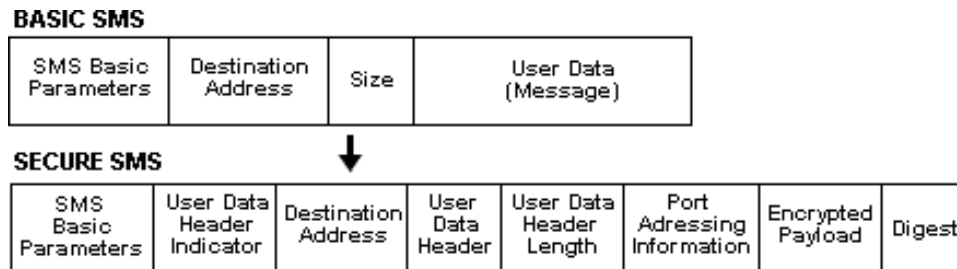 BASIC SMS
SMS Basic Parameters
Destination Address
Size
User Data (Message)
SECURE SMS
SMS Basic Parameters
User Data Header Indicator
Destination Address
User Data Header
User Data Header Length
Port Adressing Information
Encrypted Payload
Digest